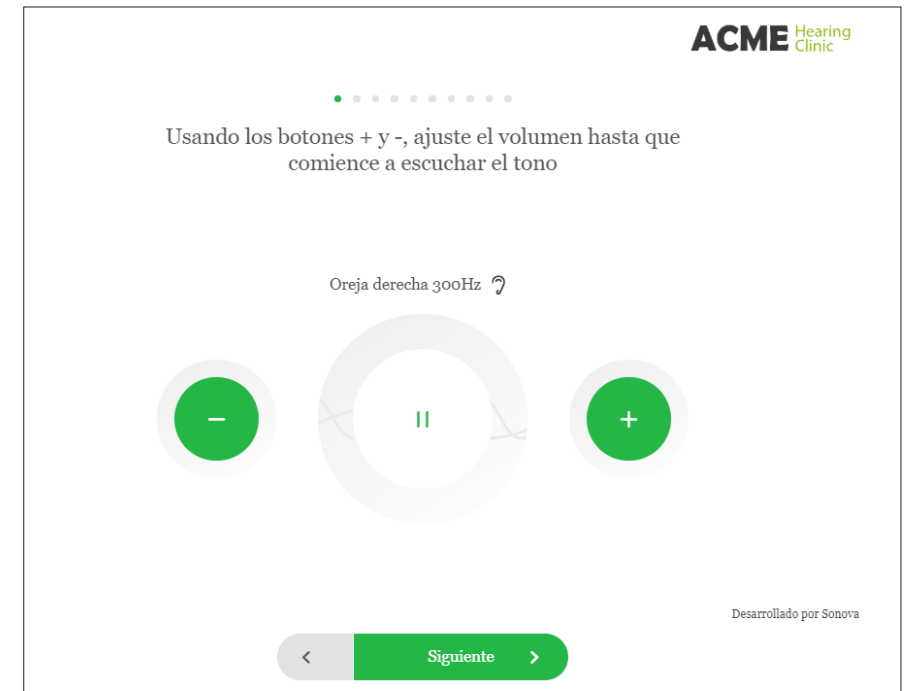 ACME Hearing
Clinic
Usando los botones + y -, ajuste el volumen hasta que
comience a escuchar el tono
Oreja derecha 300Hz
Desarrollado por Sonova
Siguiente